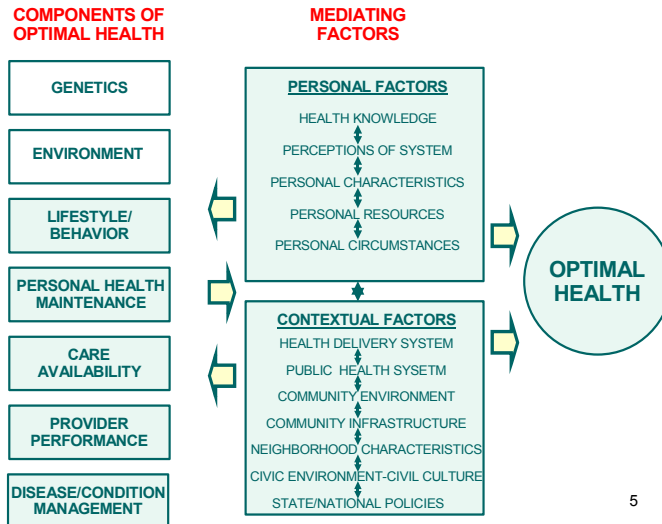 COMPONENTS OF
OPTIMAL HEALTH
GENETICS
ENVIRONMENT
LIFESTYLE/
BEHAVIOR
PERSONAL HEALTH
MAINTENANCE
CARE
AVAILABILITY
PROVIDER
PERFORMANCE
DISEASE/CONDITION
MANAGEMENT
MEDIATING
FACTORS
PERSONAL FACTORS
HEALTH KNOWLEDGE
PERCEPTIONS OF SYSTEM
PERSONAL CHARACTERISTICS
PERSONAL RESOURCES
PERSONAL CIRCUMSTANCES
CONTEXTUAL FACTORS
HEALTH DELIVERY SYSTEM
PUBLIC HEALTH SYSETM
COMMUNITY ENVIRONMENT
COMMUNITY INFRASTRUCTURE
NEIGHBORHOOD CHARACTERISTICS
CIVIC ENVIRONMENT-CIVIL CULTURE
STATE/NATIONAL POLICIES
OPTIMAL
HEALTH
5